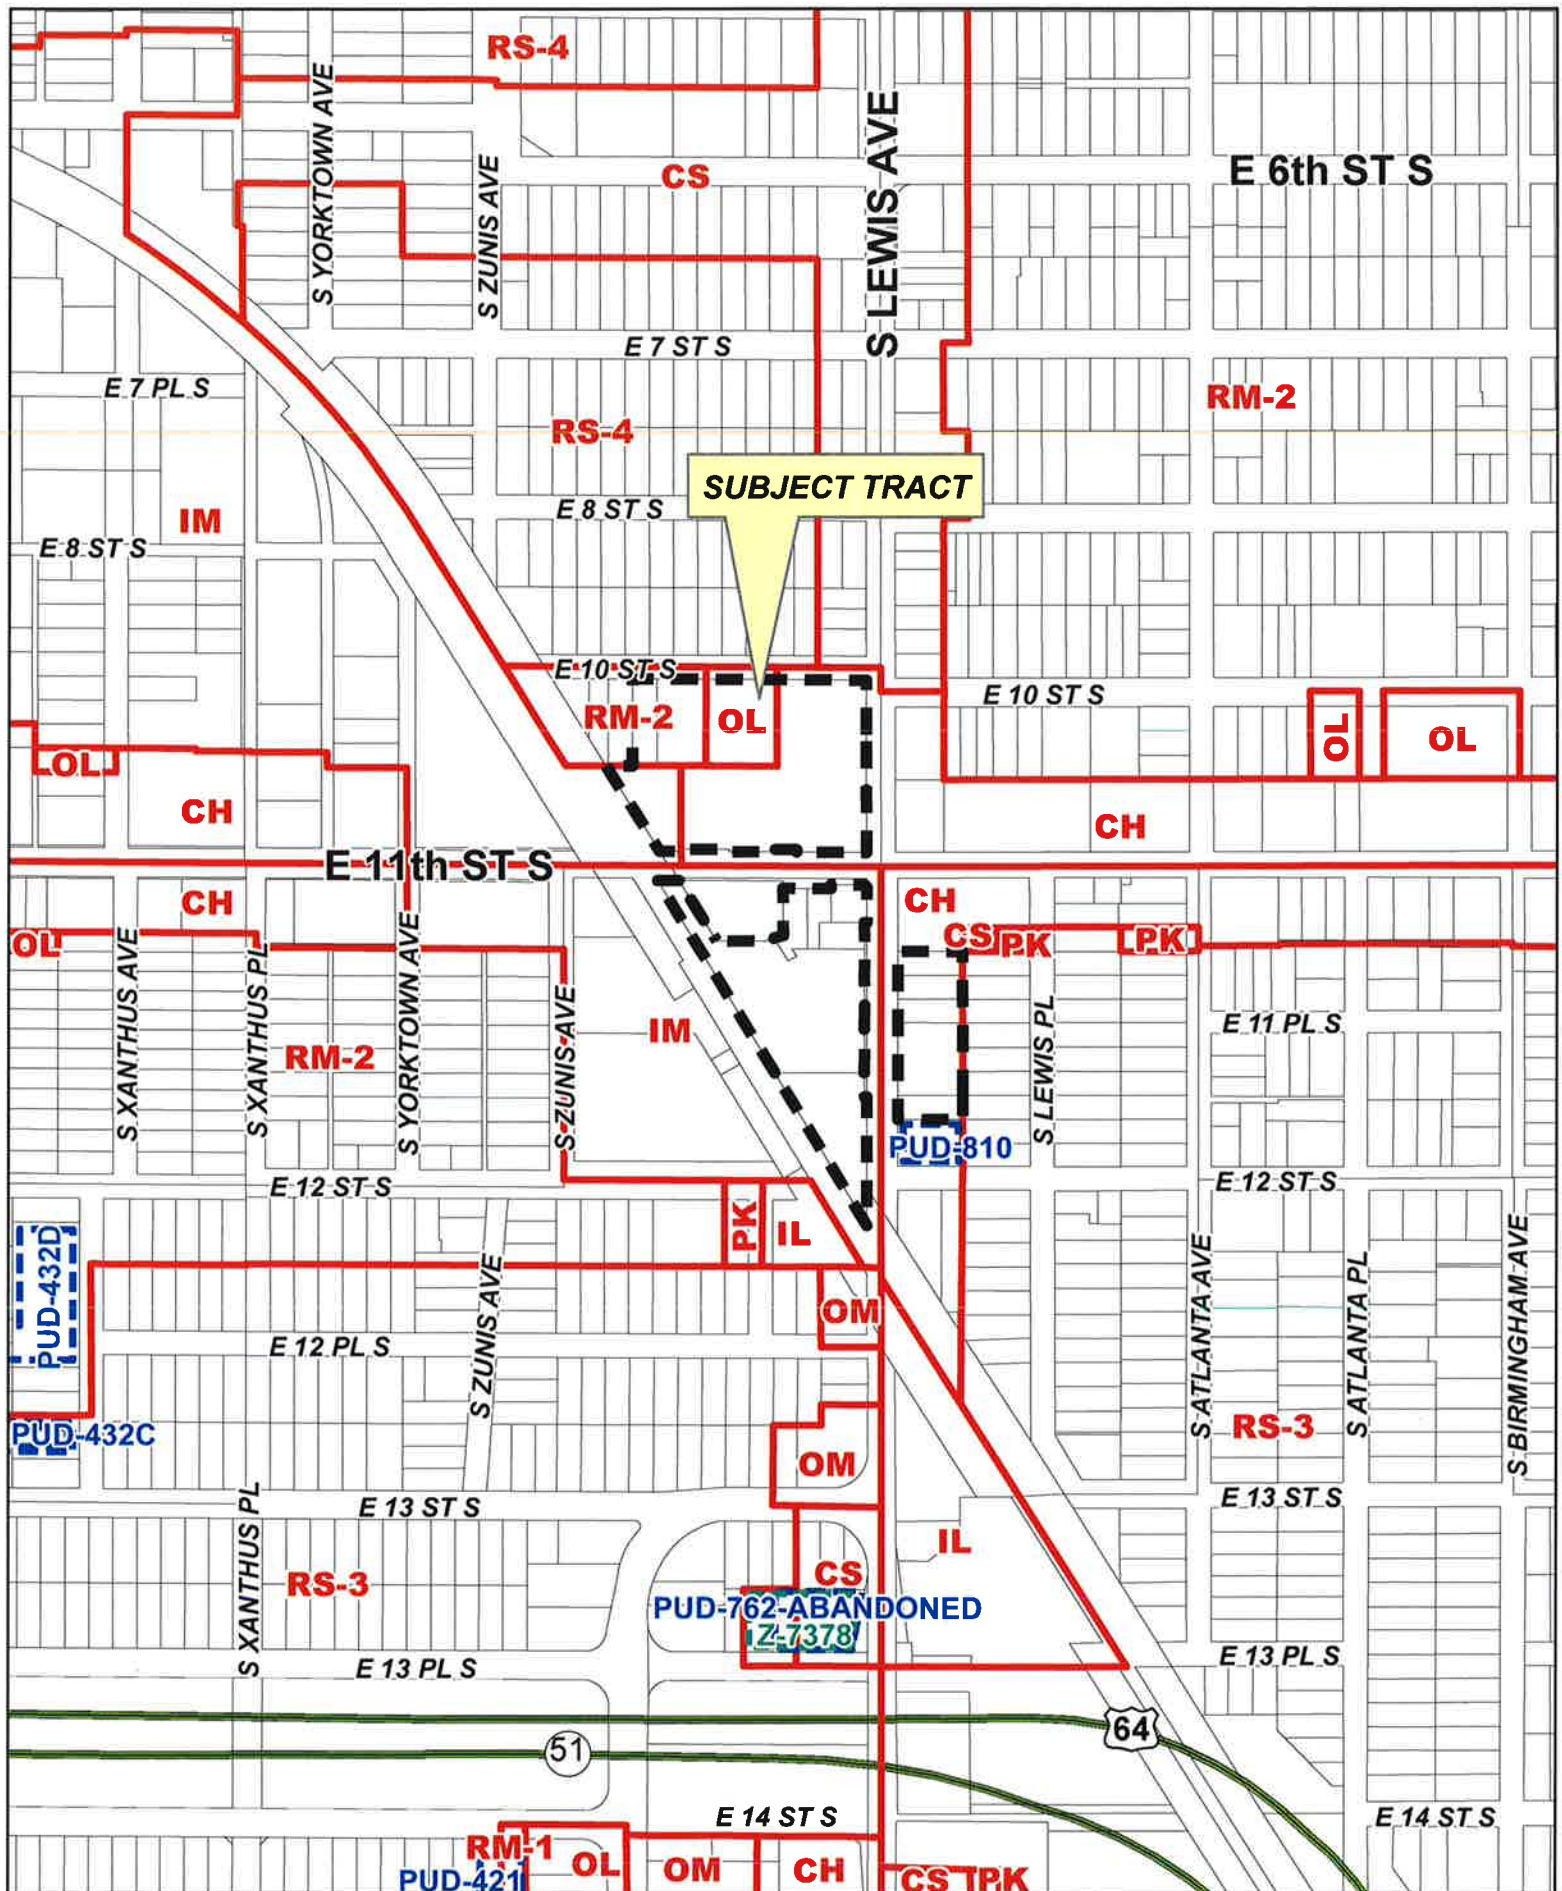 RS-4
S YORKTOWN AVE
S ZUNIS AVE
CS
S LEWIS AVE
E 6th ST S
E 7 ST S
E 7 PL S
RM-2
RS-4
SUBJECT TRACT
E 8 ST S
IM
E 8 ST S
E 10 ST S
E 10 ST S
RM-2
OL
OL
OL
OL
CH
CH
E 11th ST S
CH
CH
OL
CS
PK
PK
S XANTHUS AVE
S XANTHUS PL
S YORKTOWN AVE
S ZUNIS AVE
IM
S LEWIS PL
E 11 PL S
RM-2
PUD-810
E 12 ST S
E 12 ST S
PK
IL
PUD-432D
S ZUNIS AVE
OM
S ATLANTA AVE
S ATLANTA PL
S BIRMINGHAM AVE
E 12 PL S
PUD-432C
RS-3
OM
E 13 ST S
E 13 ST S
S XANTHUS PL
IL
CS
RS-3
PUD-762-ABANDONED
Z-7378
E 13 PL S
E 13 PL S
64
51
E 14 ST S
E 14 ST S
RM-1
OL
OM
CH
CS
PK
PUD-421